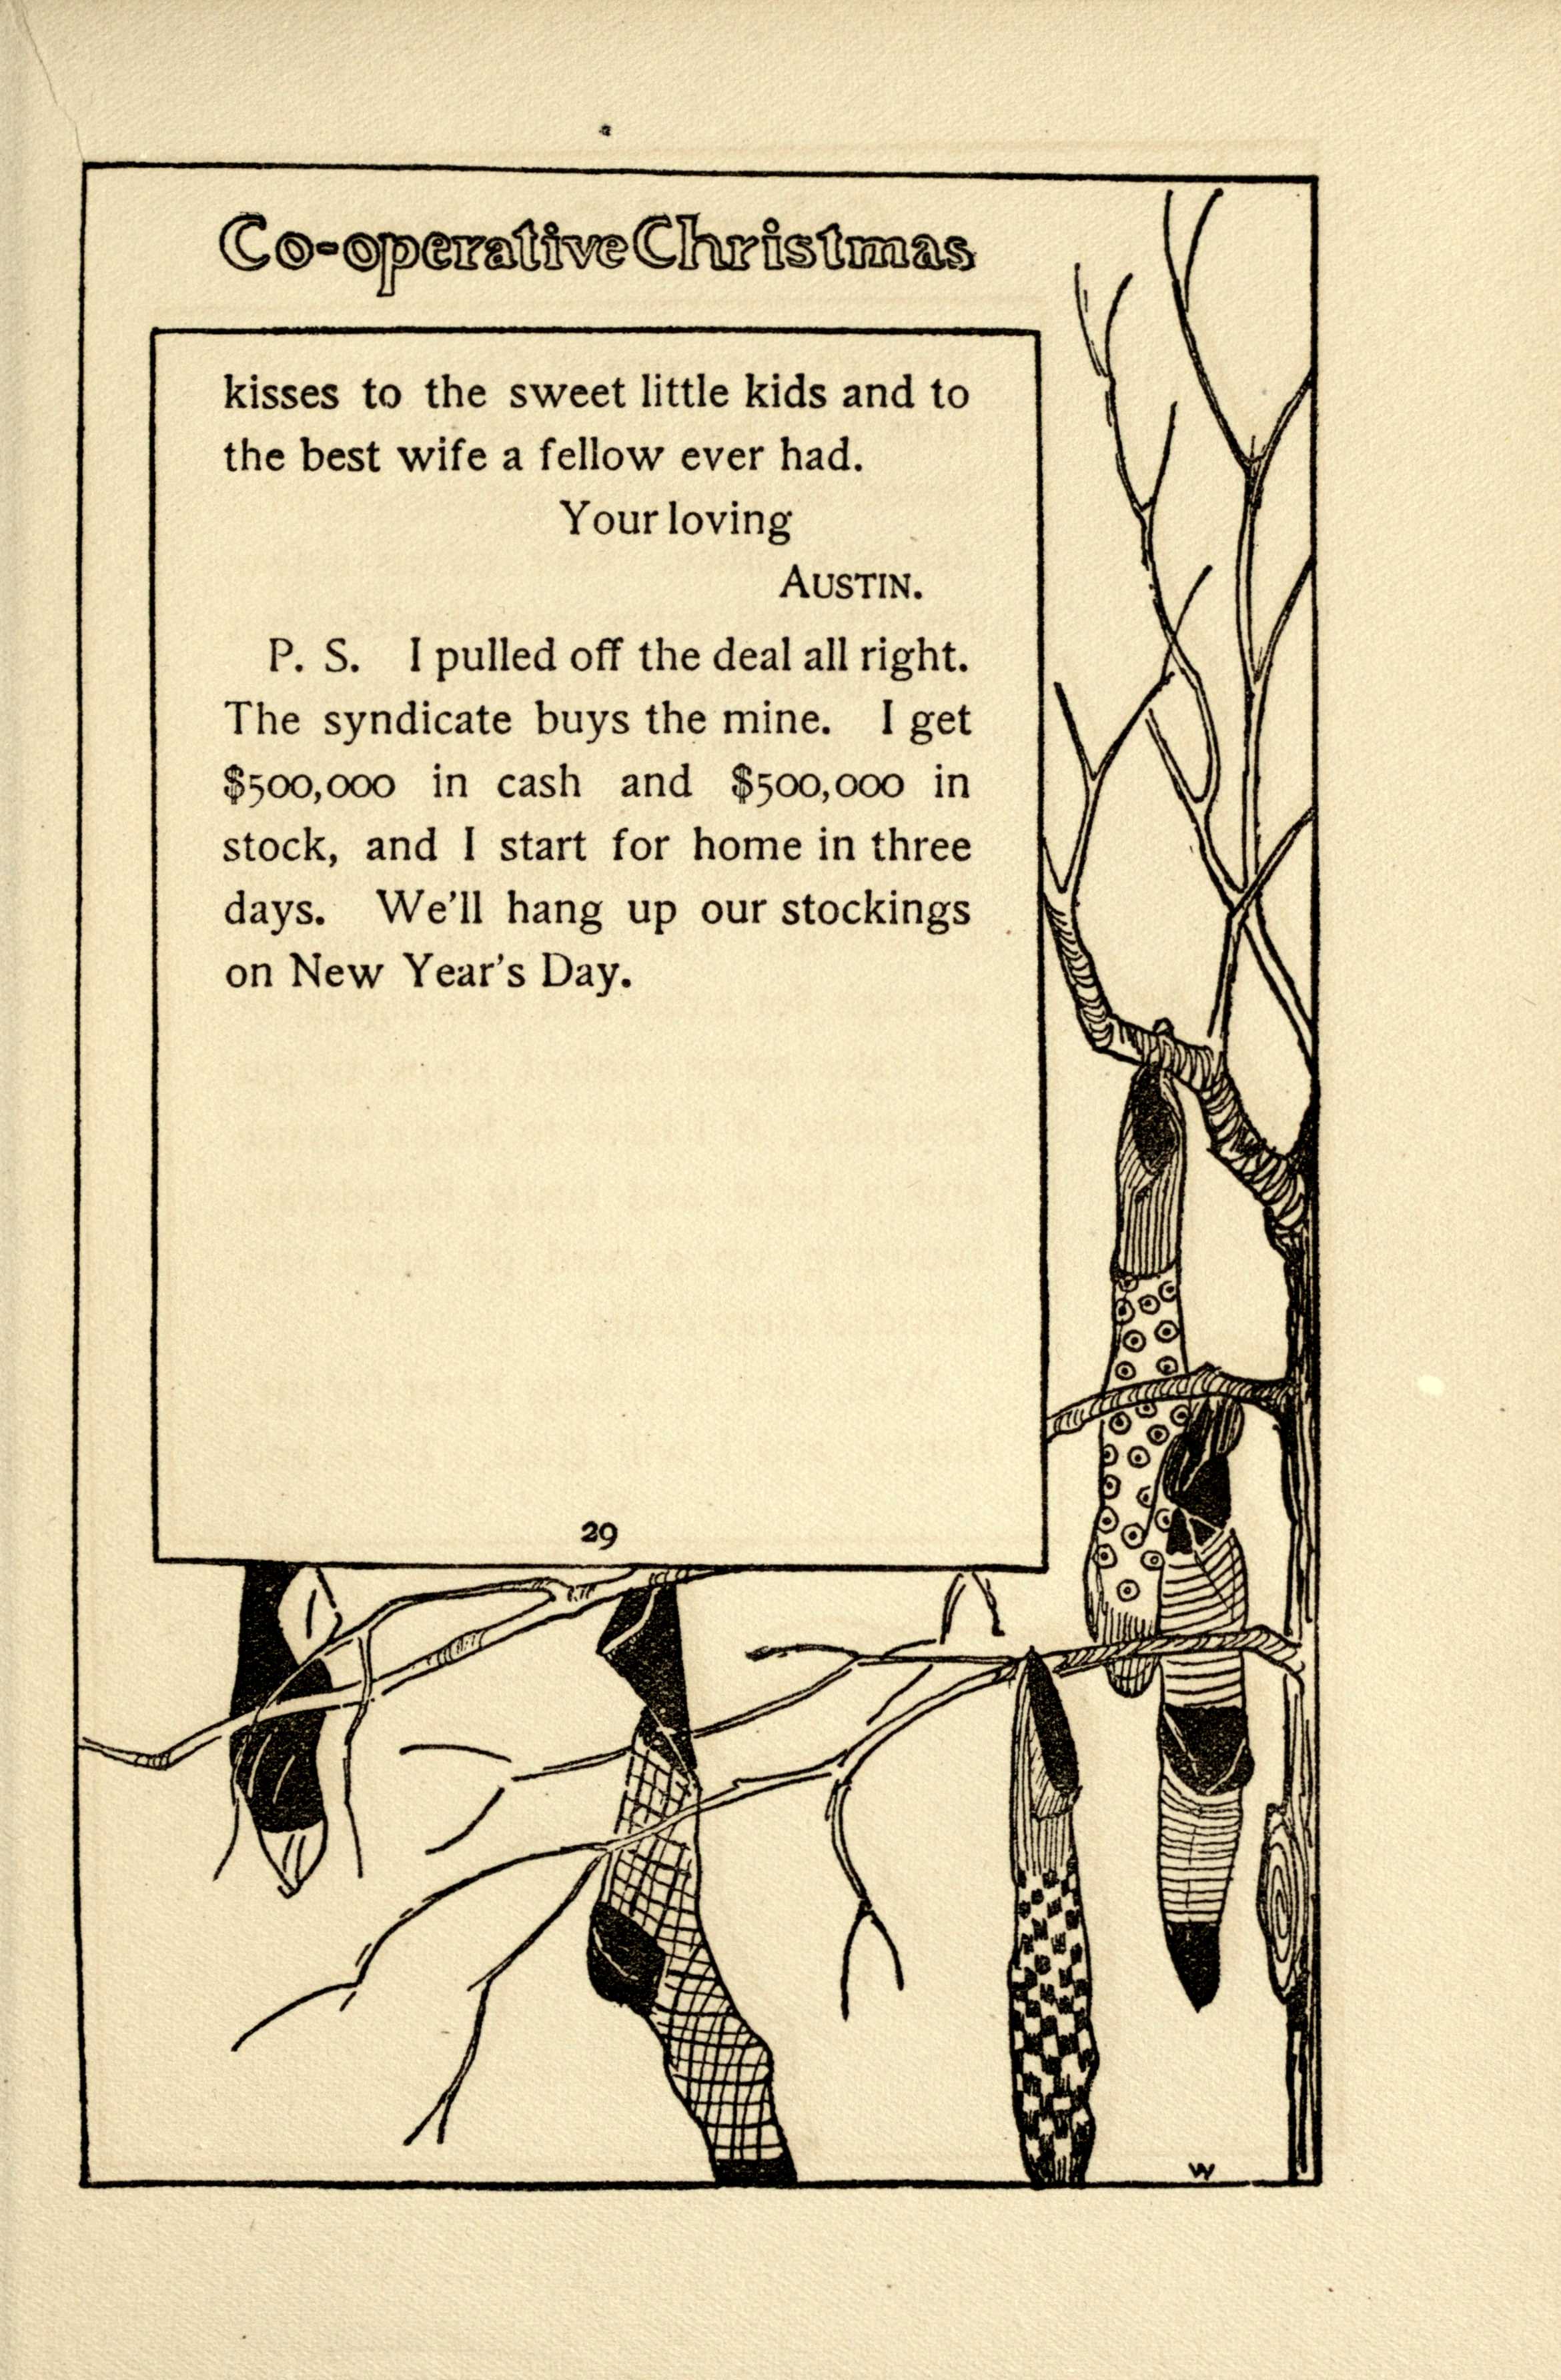 Co-operative Christmas
kisses to the sweet little kids and to
the best wife a fellow ever had.
Your loving
AUSTIN.
P. S. I pulled off the deal all right.
The syndicate buys the mine. I get
$500,000 in cash and $500,000 in
stock, and I start for home in three
days. We'll hang up our stockings
on New Year's Day.
29
W